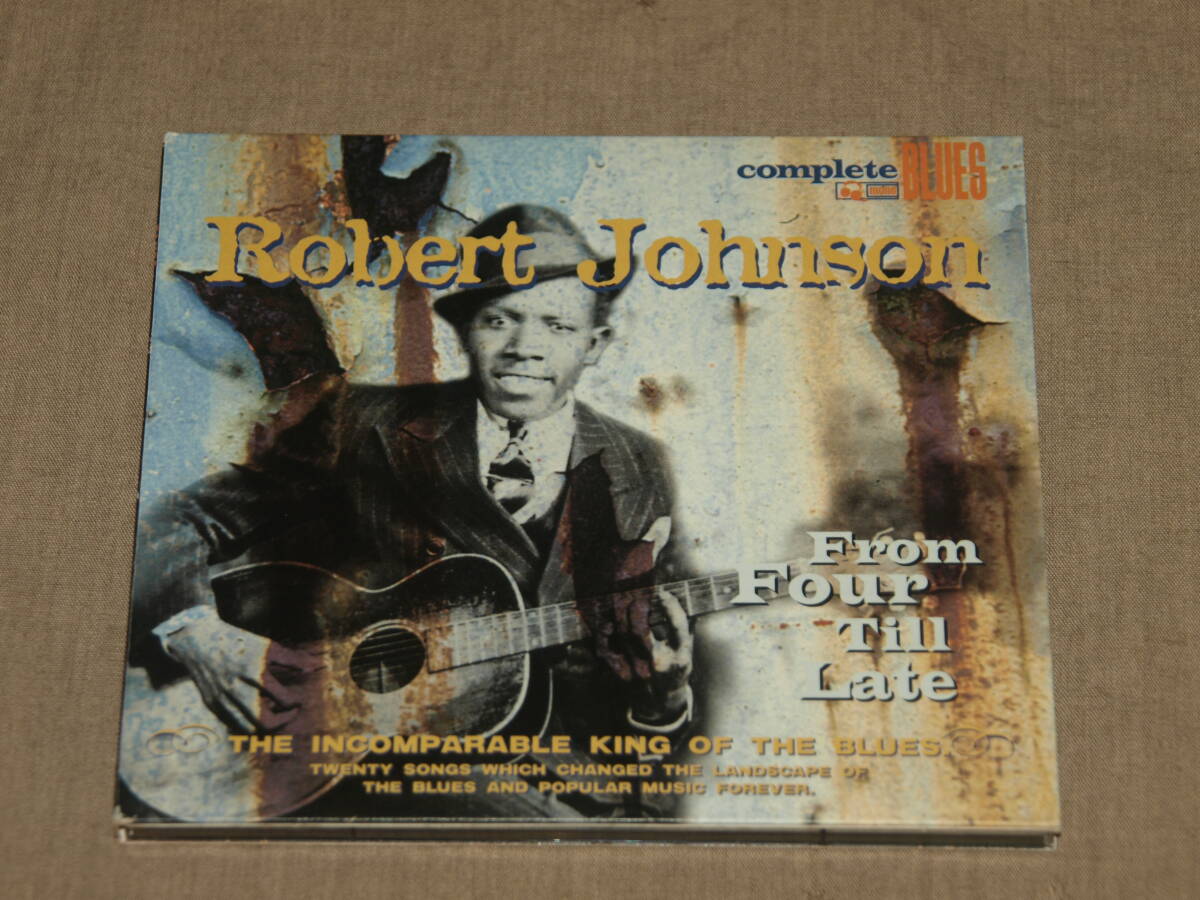 complete BLUES
Robert Johnson
From
Four
Till
Late
THE INCOMPARABLE KING OF THE BLUES.
TWENTY SONGS WHICH CHANGED THE LANDSCAPE OF
THE BLUES AND POPULAR MUSIC FOREVER.